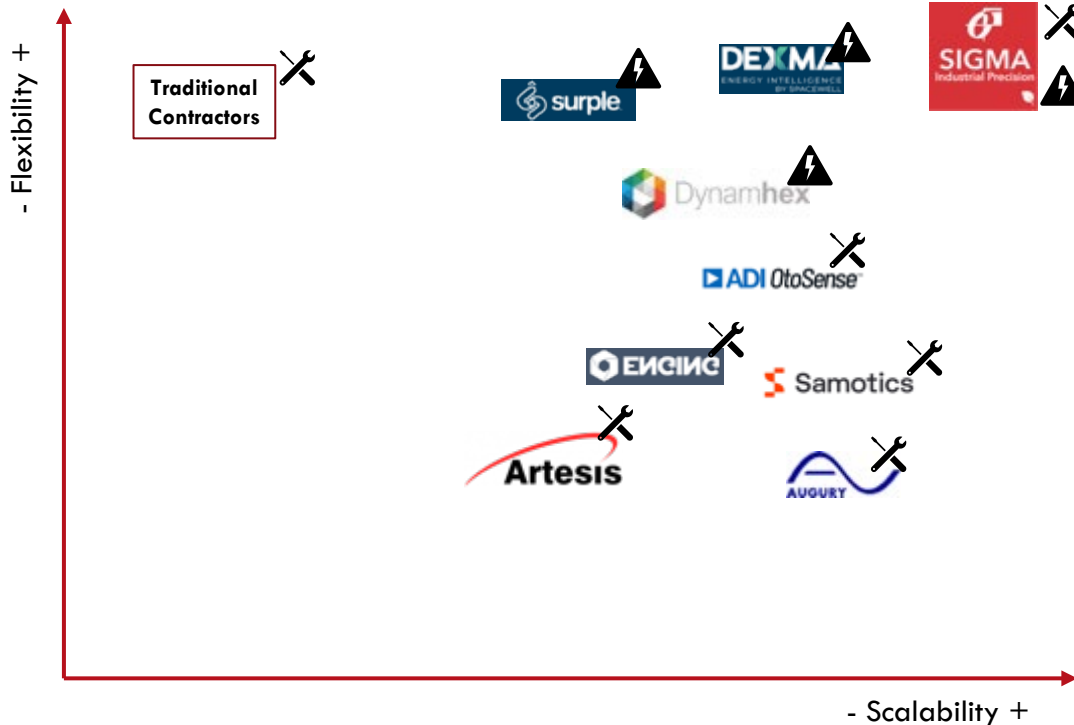 - Flexibility +
Traditional
Contractors
surple
DEXMA
ENERGY INTELLIGENCE
BY SPACEWELL
SIGMA
Industrial Precision
Dynamhex
ADI OtoSense™
ENGING
Samotics
Artesis
AUGURY
- Scalability +